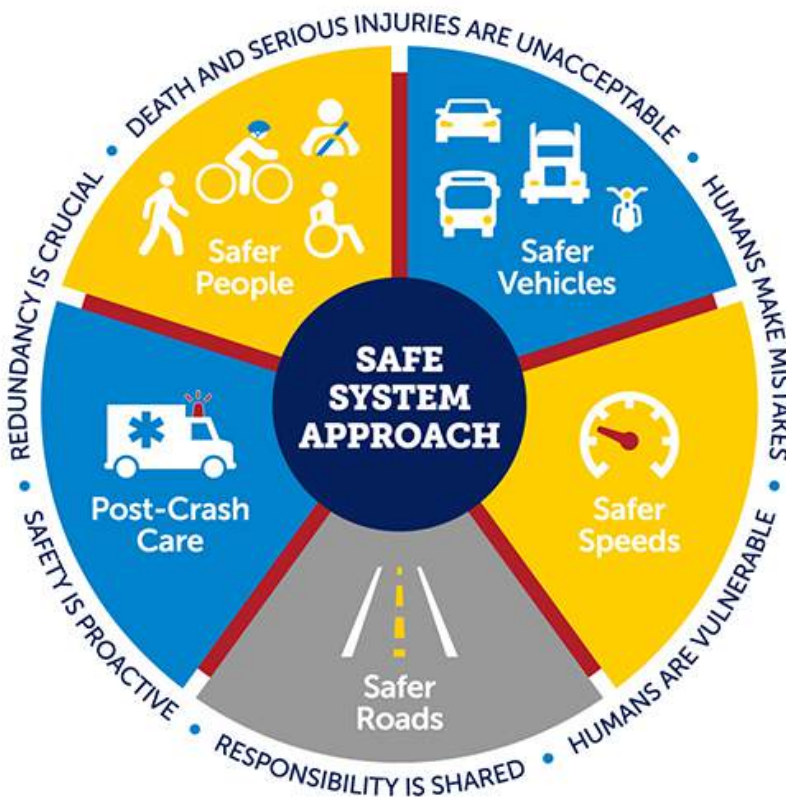 DEATH AND SERIOUS INJURIES ARE UNACCEPTABLE
HUMANS MAKE MISTAKES
HUMANS ARE VULNERABLE
RESPONSIBILITY IS SHARED
SAFETY IS PROACTIVE
REDUNDANCY IS CRUCIAL
Safer
People
Safer
Vehicles
SAFE
SYSTEM
APPROACH
Post-Crash
Care
Safer
Speeds
Safer
Roads